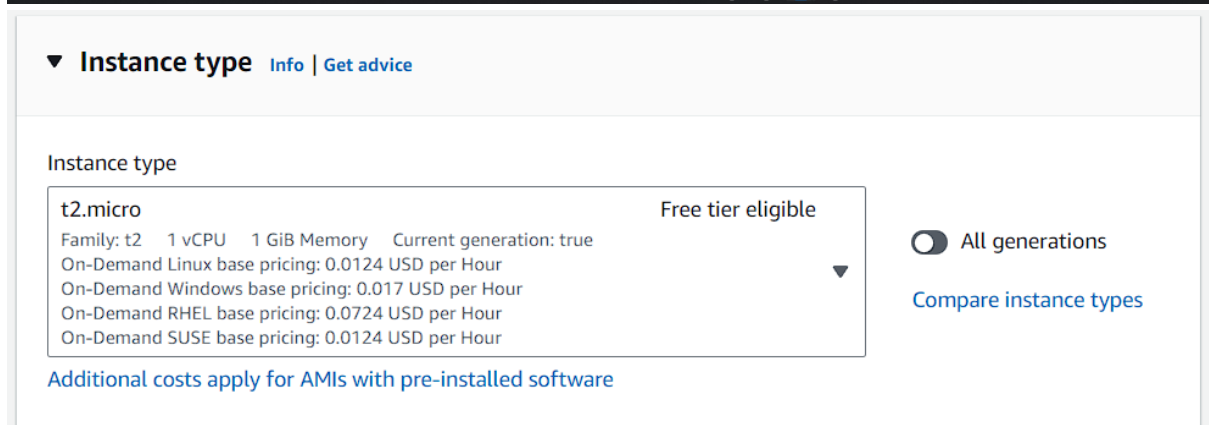 Instance type Info | Get advice
Instance type
t2.micro Free tier eligible
Family: t2 1 vCPU 1 GiB Memory Current generation: true
On-Demand Linux base pricing: 0.0124 USD per Hour
On-Demand Windows base pricing: 0.017 USD per Hour
On-Demand RHEL base pricing: 0.0724 USD per Hour
On-Demand SUSE base pricing: 0.0124 USD per Hour
All generations
Compare instance types
Additional costs apply for AMIs with pre-installed software